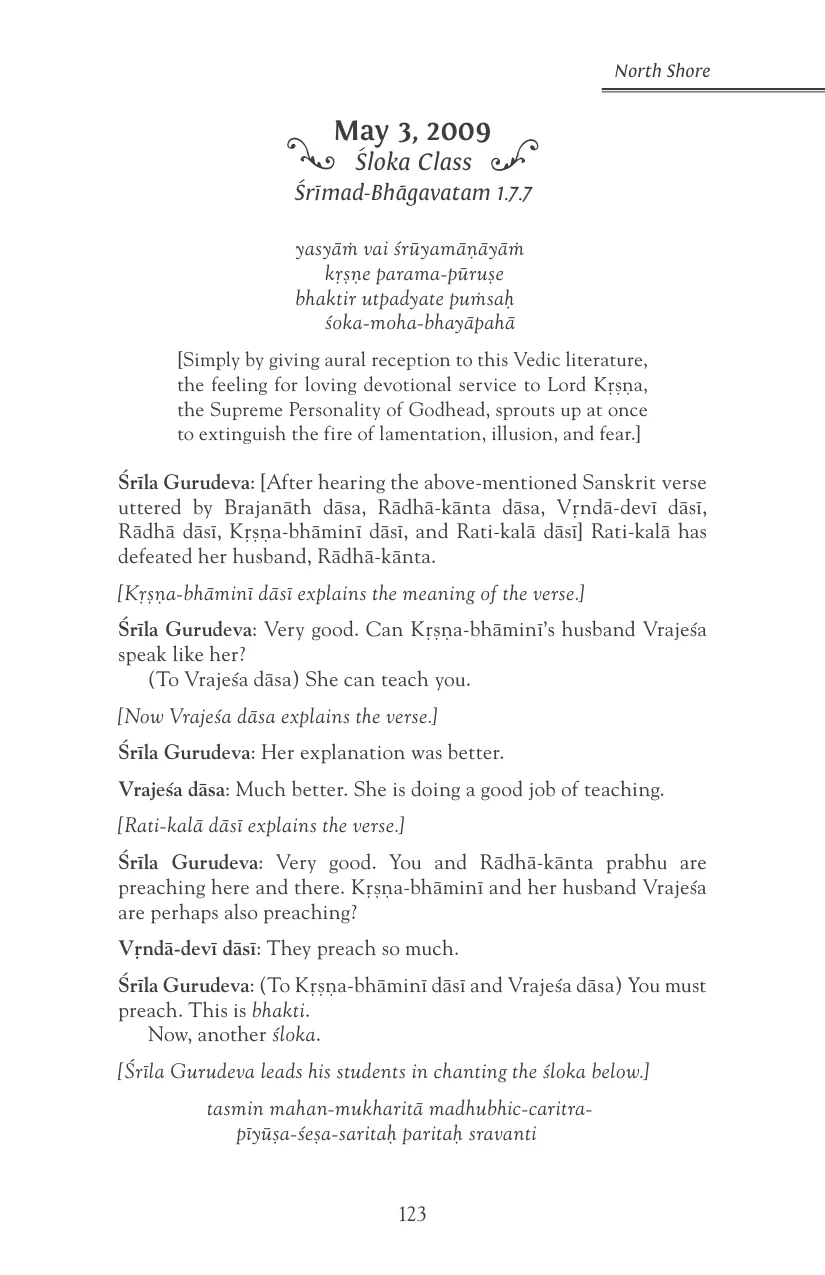 North Shore
May 3, 2009
Śloka Class
Śrīmad-Bhāgavatam 1.7.7
yasyāṁ vai śrūyamāṇāyāṁ
kṛṣṇe parama-pūruṣe
bhaktir utpadyate puṁsaḥ
śoka-moha-bhayāpahā
[Simply by giving aural reception to this Vedic literature,
the feeling for loving devotional service to Lord Kṛṣṇa,
the Supreme Personality of Godhead, sprouts up at once
to extinguish the fire of lamentation, illusion, and fear.]
Śrīla Gurudeva: [After hearing the above-mentioned Sanskrit verse
uttered by Brajanāth dāsa, Rādhā-kānta dāsa, Vṛndā-devī dāsī,
Rādhā dāsī, Kṛṣṇa-bhāminī dāsī, and Rati-kalā dāsī] Rati-kalā has
defeated her husband, Rādhā-kānta.
[Kṛṣṇa-bhāminī dāsī explains the meaning of the verse.]
Śrīla Gurudeva: Very good. Can Kṛṣṇa-bhāminī’s husband Vrajeśa
speak like her?
(To Vrajeśa dāsa) She can teach you.
[Now Vrajeśa dāsa explains the verse.]
Śrīla Gurudeva: Her explanation was better.
Vrajeśa dāsa: Much better. She is doing a good job of teaching.
[Rati-kalā dāsī explains the verse.]
Śrīla Gurudeva: Very good. You and Rādhā-kānta prabhu are
preaching here and there. Kṛṣṇa-bhāminī and her husband Vrajeśa
are perhaps also preaching?
Vṛndā-devī dāsī: They preach so much.
Śrīla Gurudeva: (To Kṛṣṇa-bhāminī dāsī and Vrajeśa dāsa) You must
preach. This is bhakti.
Now, another śloka.
[Śrīla Gurudeva leads his students in chanting the śloka below.]
tasmin mahan-mukharitā madhubhic-caritra-
pīyūṣa-śeṣa-saritaḥ paritaḥ sravanti
123